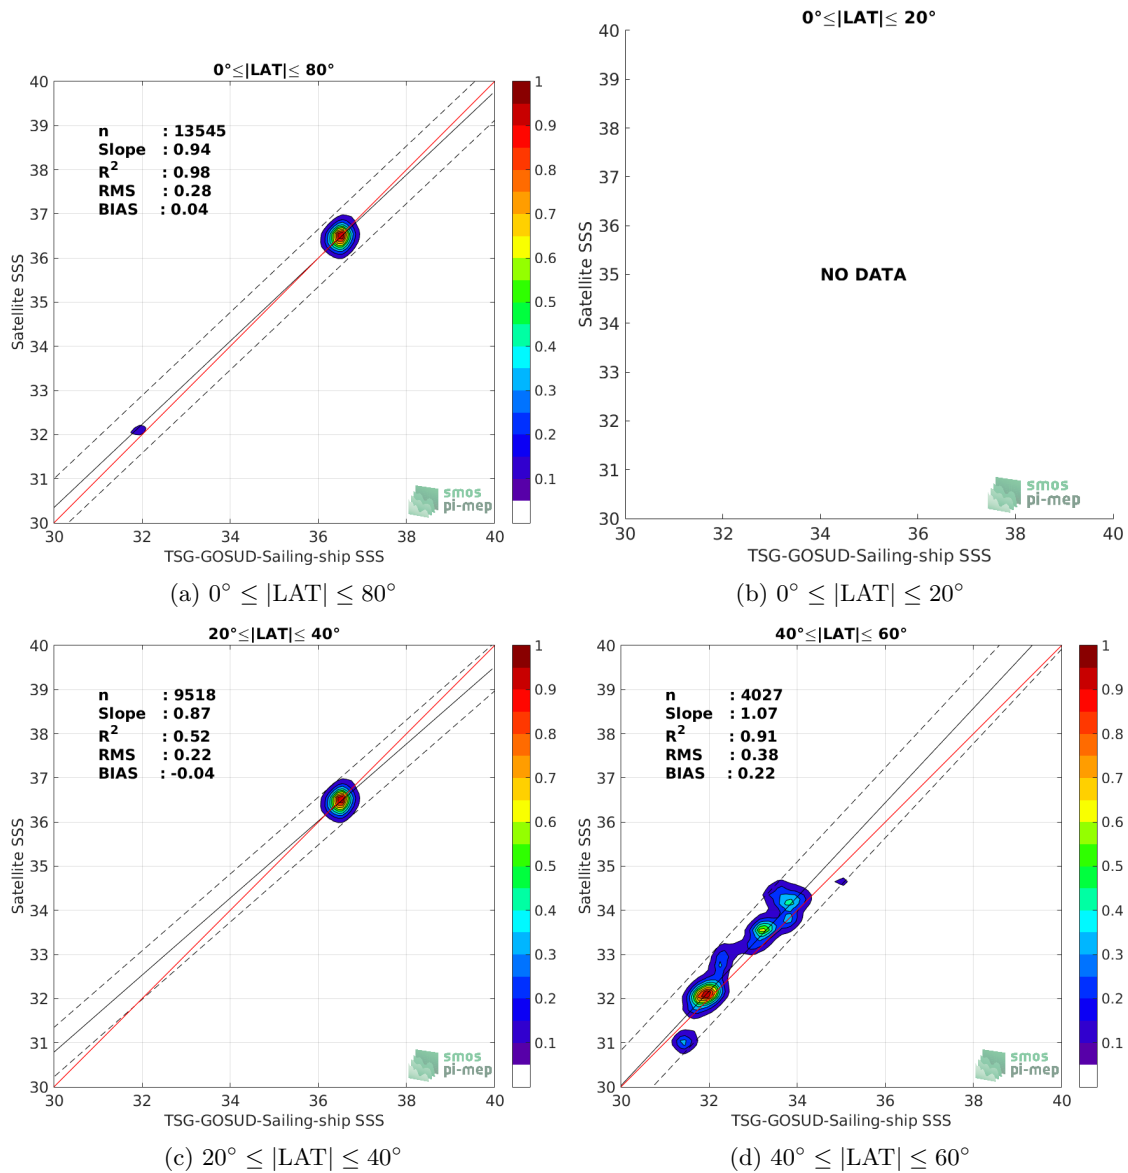 0°≤|LAT|≤ 80°
n : 13545
Slope : 0.94
R² : 0.98
RMS : 0.28
BIAS : 0.04
40
39
38
37
36
35
34
33
32
31
30
30 32 34 36 38 40
Satellite SSS
TSG-GOSUD-Sailing-ship SSS
1
0.9
0.8
0.7
0.6
0.5
0.4
0.3
0.2
0.1
smos
pi-mep
(a) 0° ≤ |LAT| ≤ 80°
0°≤|LAT|≤ 20°
40
39
38
37
36
35
34
33
32
31
30
30 32 34 36 38 40
Satellite SSS
NO DATA
TSG-GOSUD-Sailing-ship SSS
smos
pi-mep
(b) 0° ≤ |LAT| ≤ 20°
20°≤|LAT|≤ 40°
n : 9518
Slope : 0.87
R² : 0.52
RMS : 0.22
BIAS : -0.04
40
39
38
37
36
35
34
33
32
31
30
30 32 34 36 38 40
Satellite SSS
TSG-GOSUD-Sailing-ship SSS
1
0.9
0.8
0.7
0.6
0.5
0.4
0.3
0.2
0.1
smos
pi-mep
(c) 20° ≤ |LAT| ≤ 40°
40°≤|LAT|≤ 60°
n : 4027
Slope : 1.07
R² : 0.91
RMS : 0.38
BIAS : 0.22
40
39
38
37
36
35
34
33
32
31
30
30 32 34 36 38 40
Satellite SSS
TSG-GOSUD-Sailing-ship SSS
1
0.9
0.8
0.7
0.6
0.5
0.4
0.3
0.2
0.1
smos
pi-mep
(d) 40° ≤ |LAT| ≤ 60°